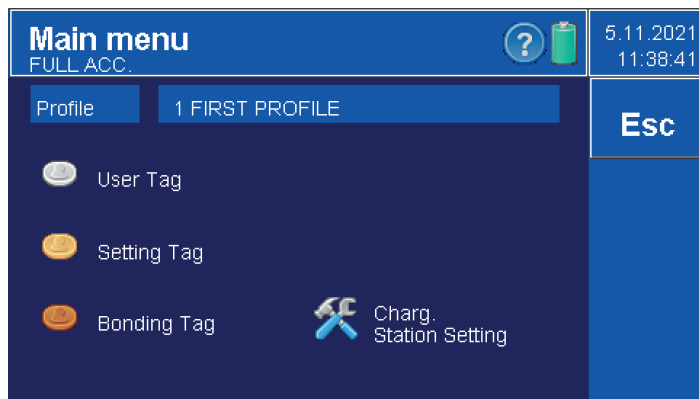 Main menu
FULL ACC.
?
5.11.2021
11:38:41
Profile
1 FIRST PROFILE
Esc
User Tag
Setting Tag
Bonding Tag
Charg.
Station Setting